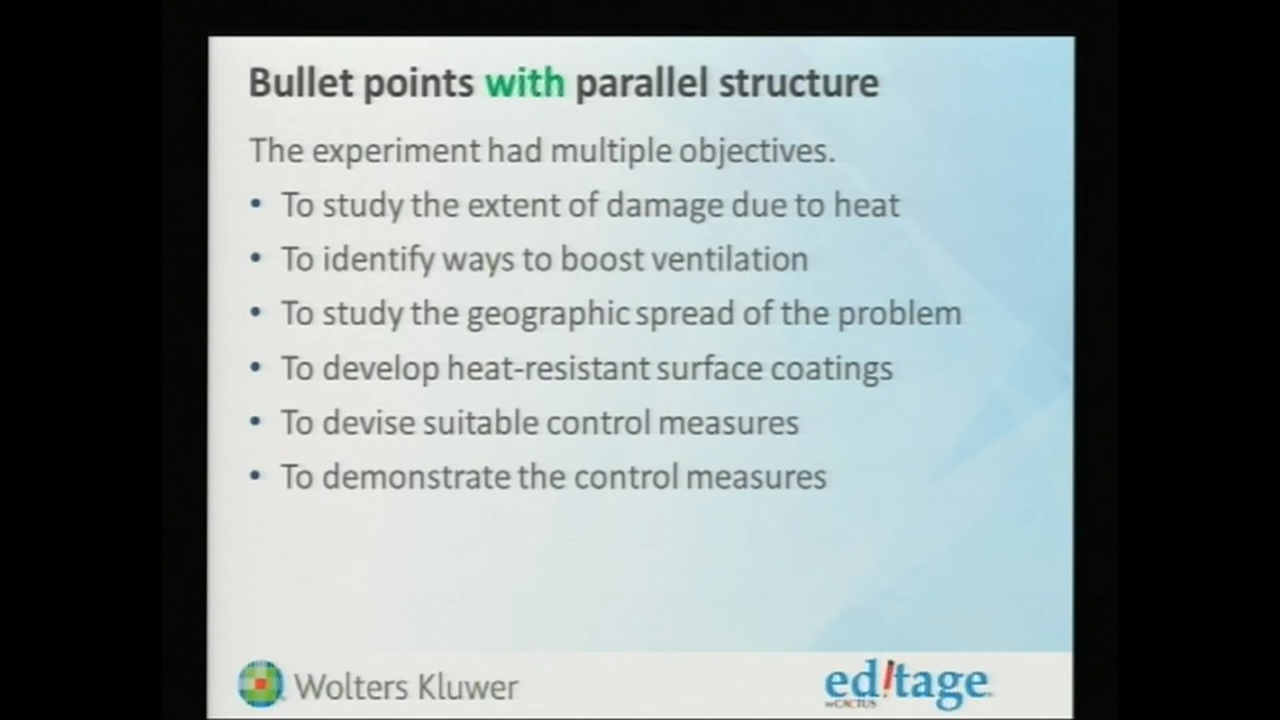 Bullet points with parallel structure
The experiment had multiple objectives.
• To study the extent of damage due to heat
• To identify ways to boost ventilation
• To study the geographic spread of the problem
• To develop heat-resistant surface coatings
• To devise suitable control measures
• To demonstrate the control measures
Wolters Kluwer
editage
by CACTUS